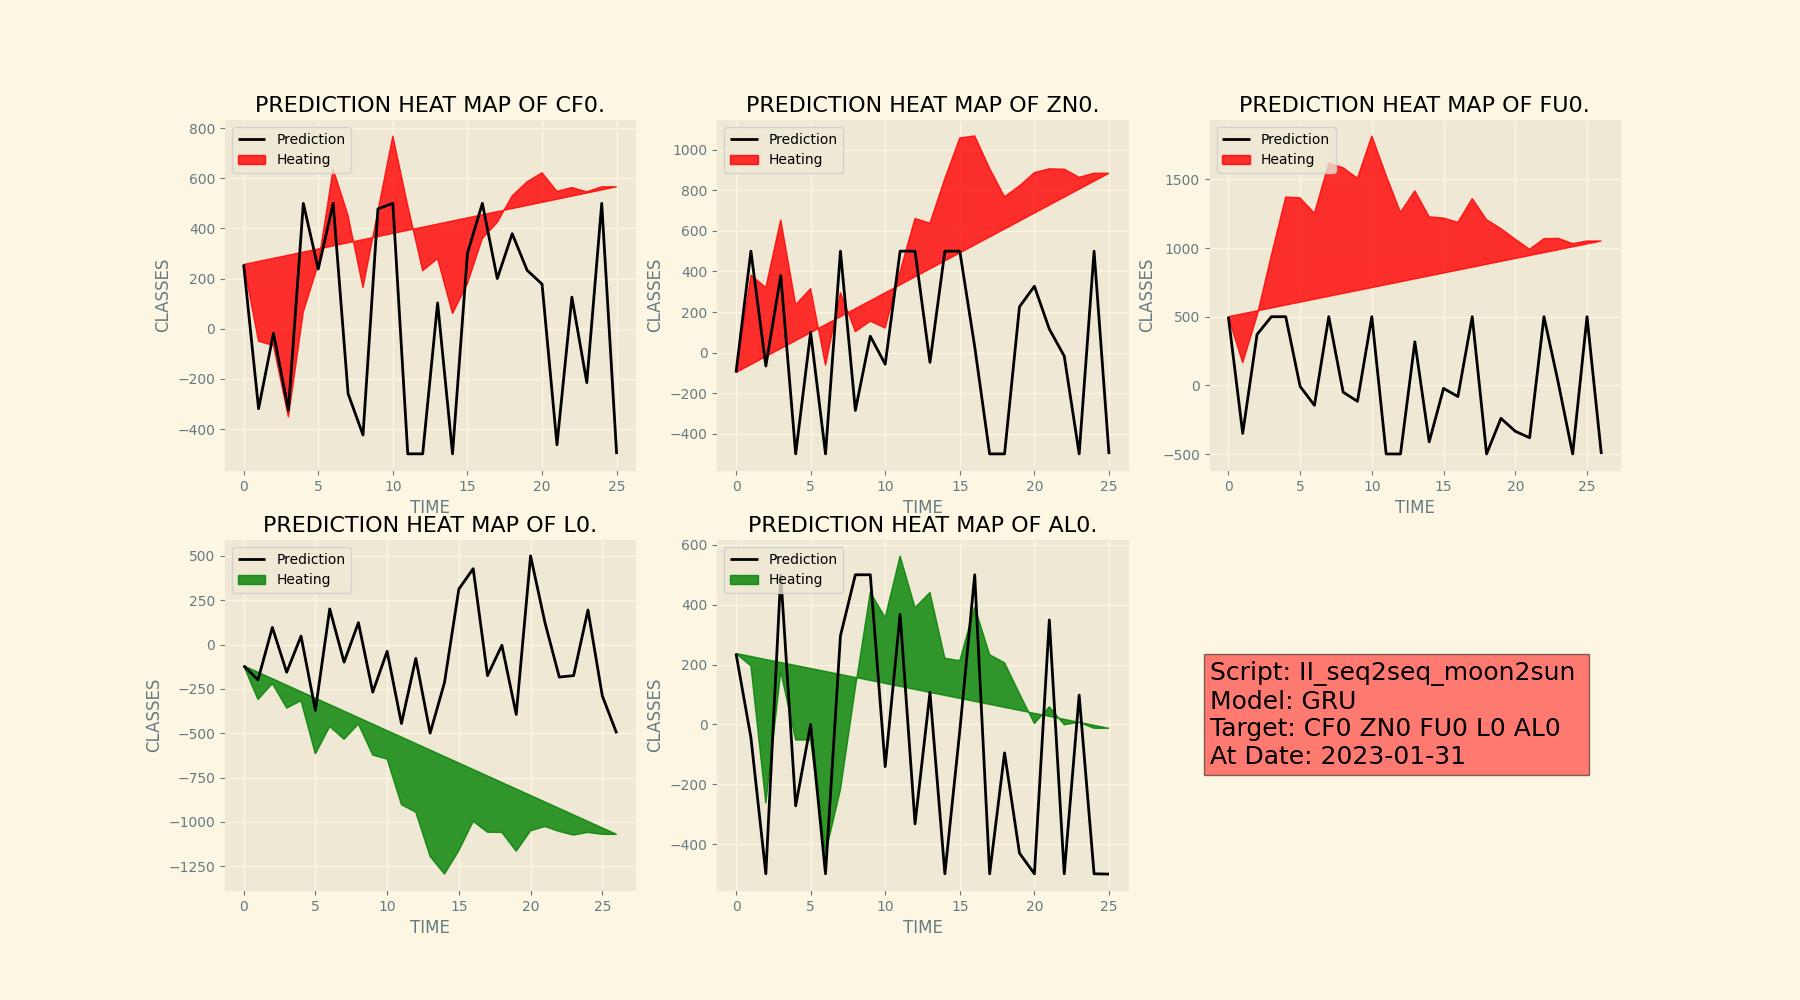 PREDICTION HEAT MAP OF CF0.
Prediction
Heating
CLASSES
800
600
400
200
0
−200
−400
0 5 10 15 20 25
TIME
PREDICTION HEAT MAP OF ZN0.
Prediction
Heating
CLASSES
1000
800
600
400
200
0
−200
−400
0 5 10 15 20 25
TIME
PREDICTION HEAT MAP OF FU0.
Prediction
Heating
CLASSES
1500
1000
500
0
−500
0 5 10 15 20 25
TIME
PREDICTION HEAT MAP OF L0.
Prediction
Heating
CLASSES
500
250
0
−250
−500
−750
−1000
−1250
0 5 10 15 20 25
TIME
PREDICTION HEAT MAP OF AL0.
Prediction
Heating
CLASSES
600
400
200
0
−200
−400
0 5 10 15 20 25
TIME
Script: II_seq2seq_moon2sun
Model: GRU
Target: CF0 ZN0 FU0 L0 AL0
At Date: 2023-01-31